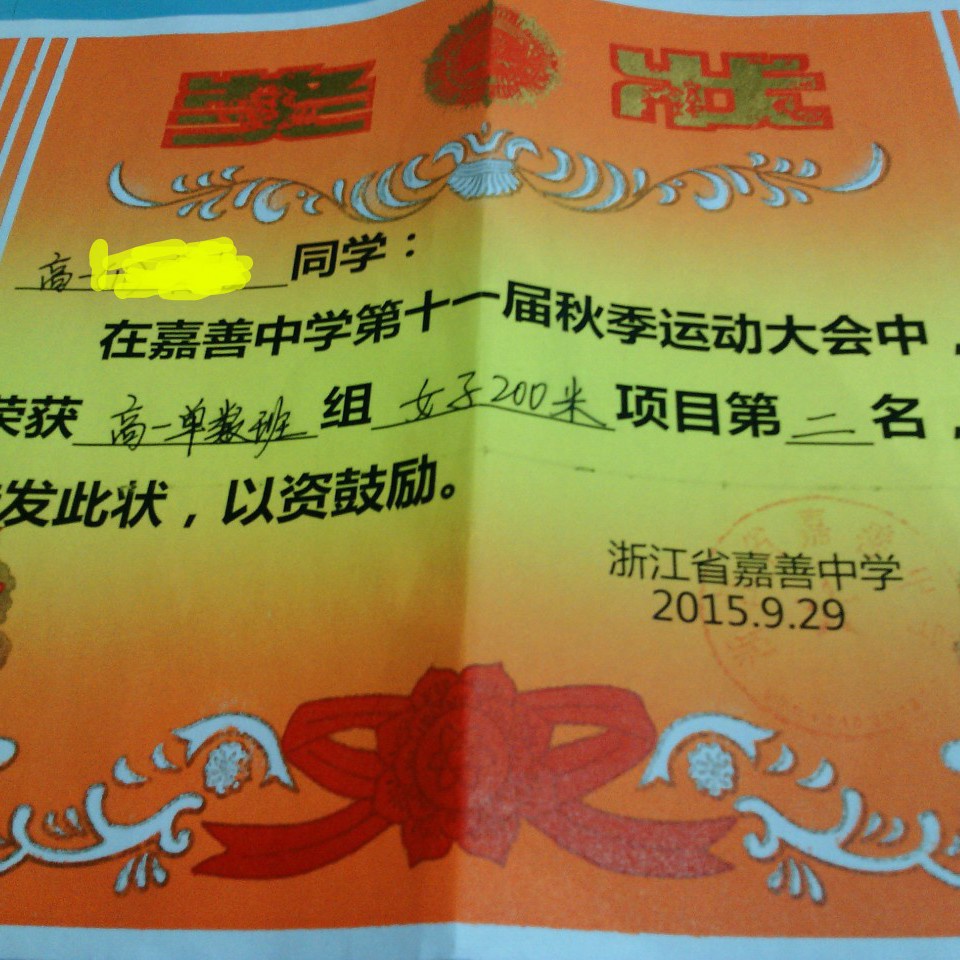 奖状
高一 同学：
在嘉善中学第十一届秋季运动大会中，
荣获 高一单数班 组 女子200米 项目第 二 名，
发此状，以资鼓励。
浙江省嘉善中学
2015.9.29